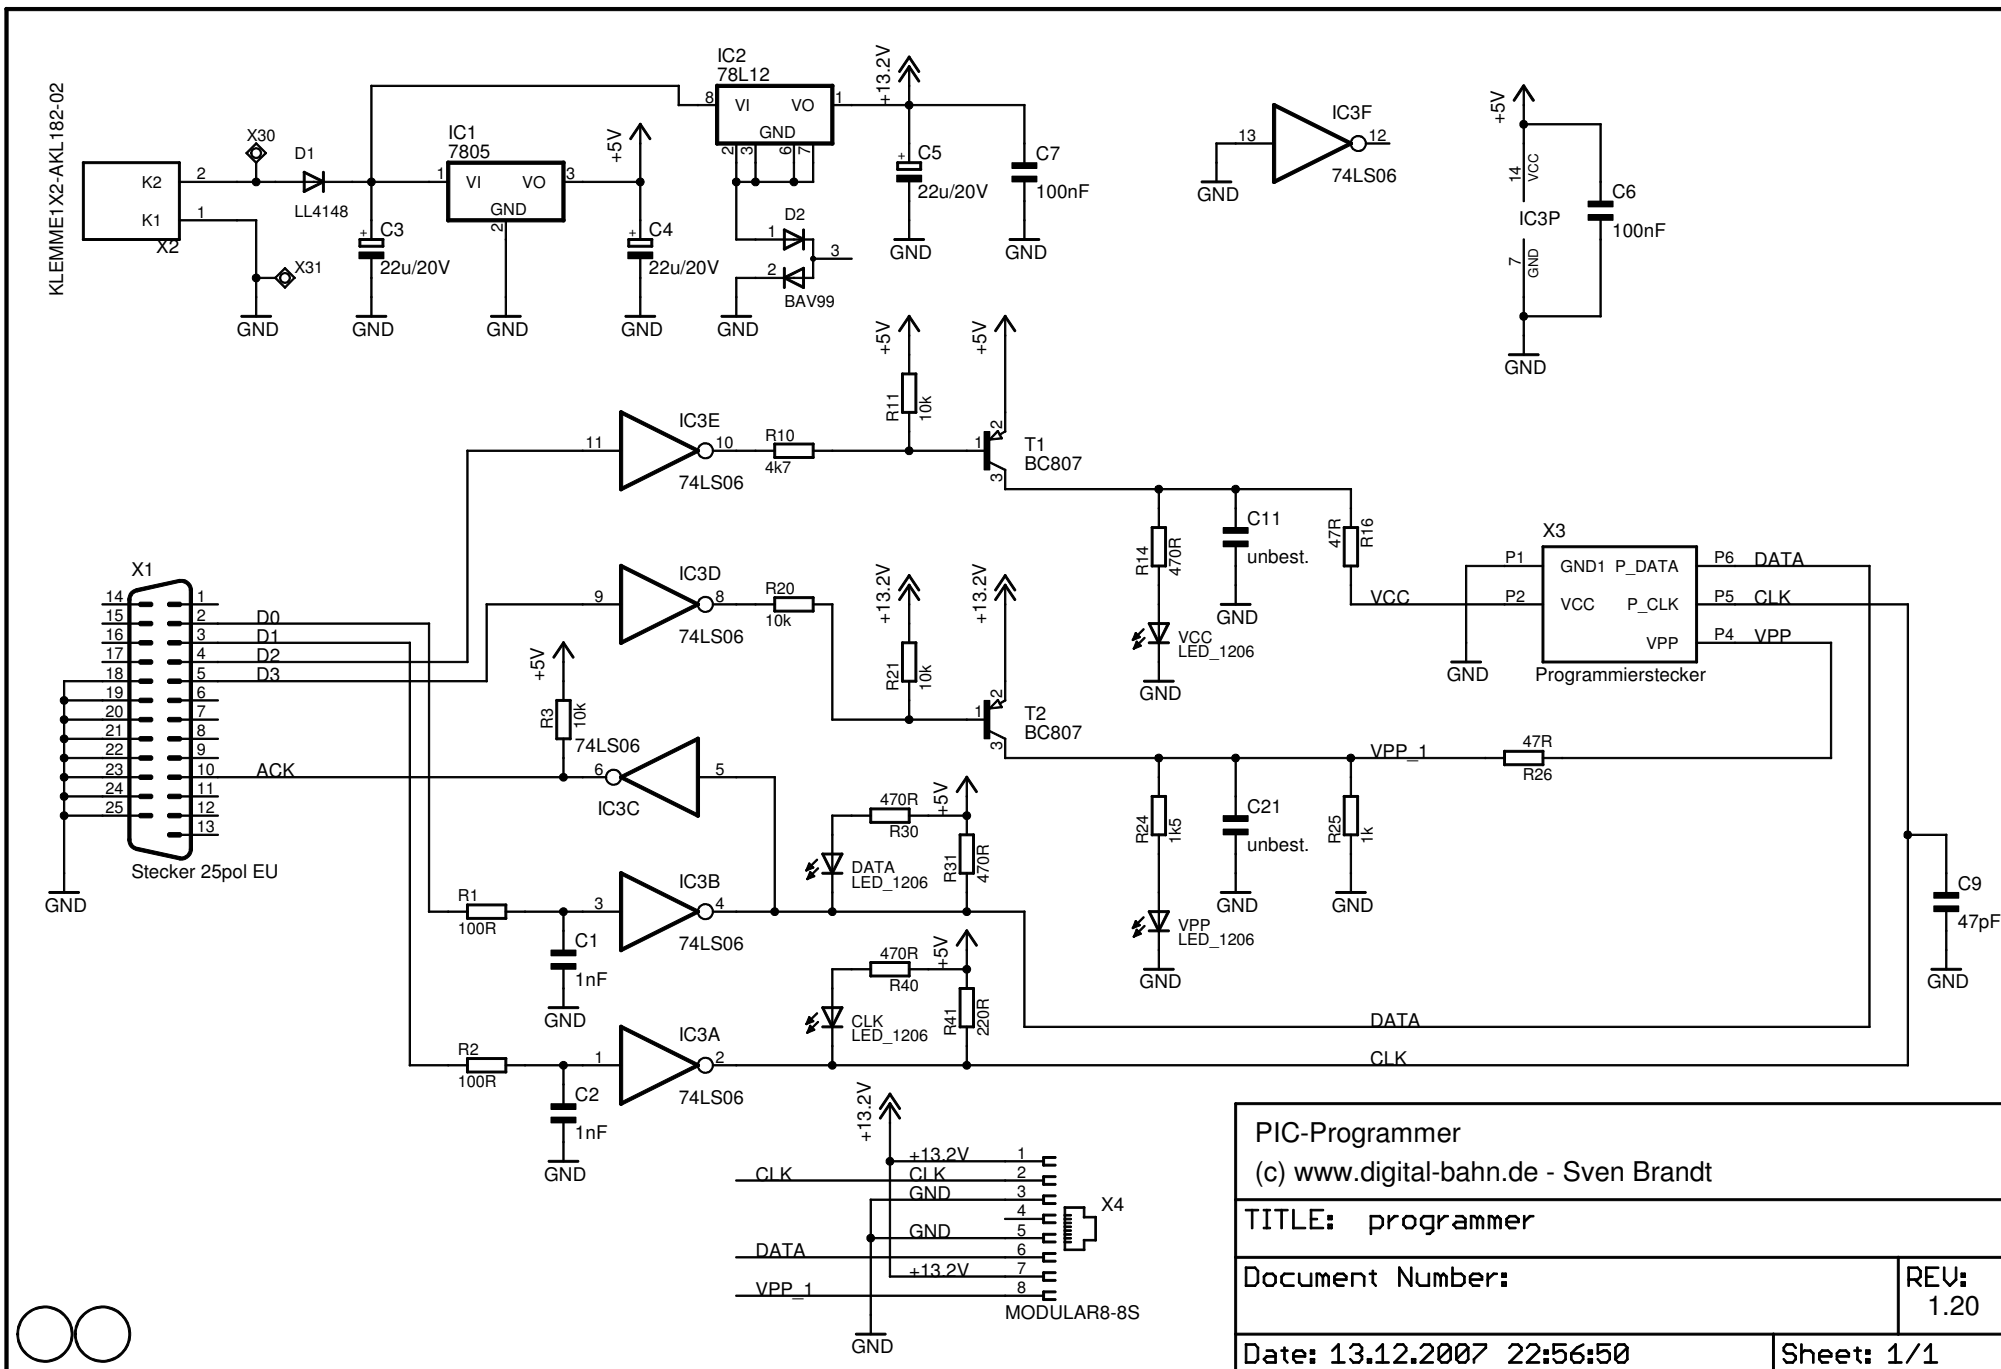 KLEMME1X2-AKL182-02
K2
2
K1
1
X2
X30
X31
GND
D1
LL4148
+
C3
22u/20V
GND
IC1
7805
1
VI
VO
3
GND
2
GND
+5V
+
C4
22u/20V
GND
IC2
78L12
8
VI
VO
1
GND
2
3
6
7
D2
1
2
3
BAV99
GND
+13.2V
+
C5
22u/20V
GND
C7
100nF
GND
IC3F
13
12
74LS06
GND
+5V
14
VCC
IC3P
7
GND
C6
100nF
GND
IC3E
11
10
74LS06
R10
4k7
+5V
R11
10k
+5V
1
2
3
T1
BC807
IC3D
9
8
74LS06
R20
10k
+13.2V
R21
10k
+13.2V
1
2
3
T2
BC807
R14
470R
VCC
LED_1206
GND
C11
unbest.
GND
47R
R16
VCC
X3
P1
GND1
P_DATA
P6
DATA
P2
VCC
P_CLK
P5
CLK
VPP
P4
VPP
Programmierstecker
GND
X1
14
15
16
17
18
19
20
21
22
23
24
25
1
2
3
4
5
6
7
8
9
10
11
12
13
D0
D1
D2
D3
ACK
Stecker 25pol EU
GND
+5V
R3
10k
74LS06
6
5
IC3C
470R
R30
+5V
R31
470R
DATA
LED_1206
R1
100R
C1
1nF
GND
3
IC3B
4
74LS06
470R
R40
+5V
R41
220R
CLK
LED_1206
R2
100R
C2
1nF
GND
1
IC3A
2
74LS06
R24
1k5
VPP
LED_1206
GND
C21
unbest.
GND
R25
1k
GND
VPP_1
47R
R26
C9
47pF
GND
DATA
CLK
+13.2V
+13.2V
1
CLK
CLK
2
GND
3
4
GND
5
DATA
6
+13.2V
7
VPP_1
8
X4
MODULAR8-8S
GND
PIC-Programmer
(c) www.digital-bahn.de - Sven Brandt
TITLE: programmer
Document Number:
REV:
1.20
Date: 13.12.2007 22:56:50
Sheet: 1/1